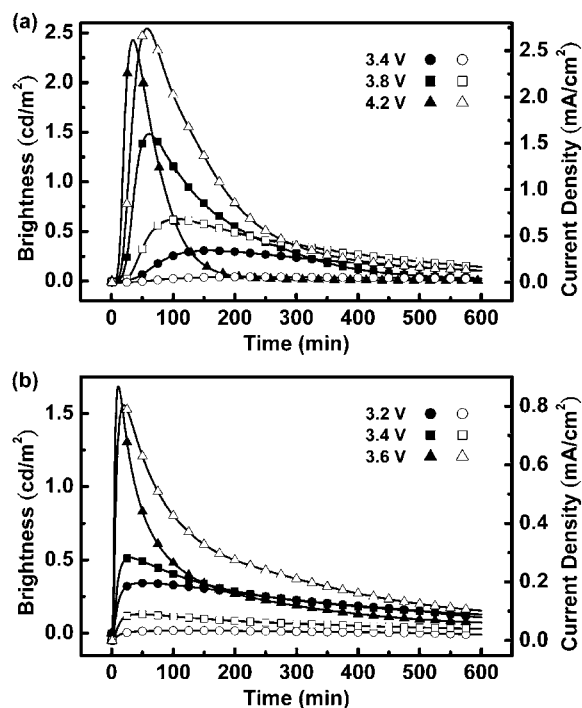 (a)
3.4 V
3.8 V
4.2 V
Brightness (cd/m²)
Current Density (mA/cm²)
2.5
2.0
1.5
1.0
0.5
0.0
2.5
2.0
1.5
1.0
0.5
0.0
0 100 200 300 400 500 600
Time (min)
(b)
3.2 V
3.4 V
3.6 V
Brightness (cd/m²)
Current Density (mA/cm²)
1.5
1.0
0.5
0.0
0.8
0.6
0.4
0.2
0.0
0 100 200 300 400 500 600
Time (min)